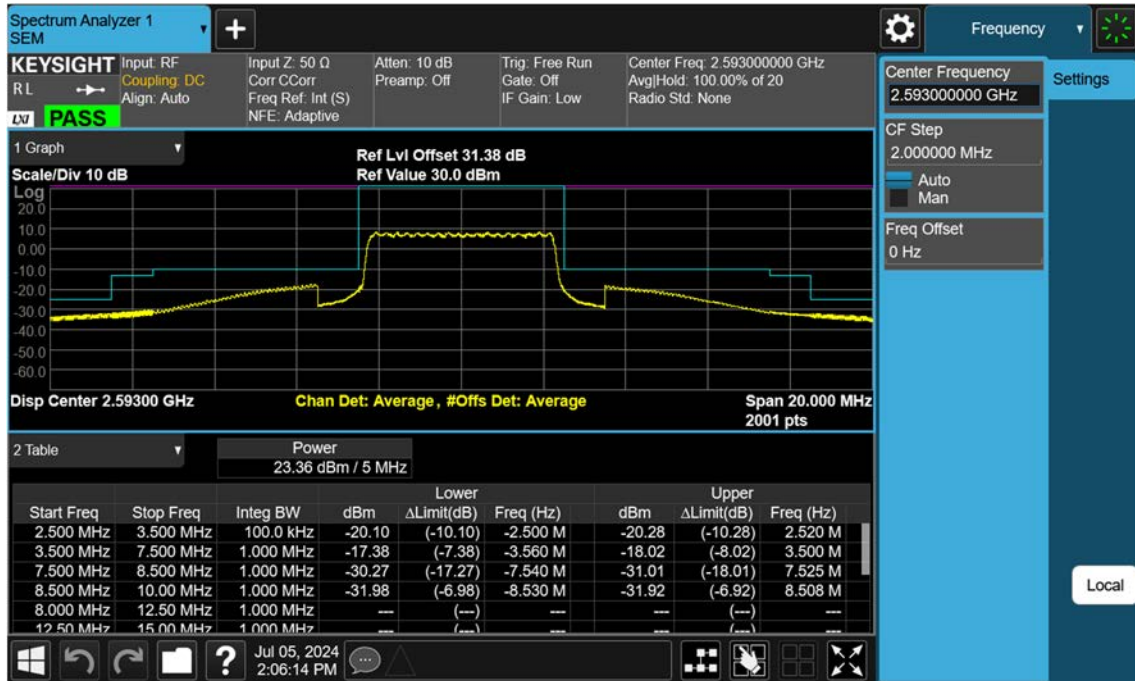 Spectrum Analyzer 1
SEM
Frequency
KEYSIGHT
RL
LXI PASS
Input: RF
Coupling: DC
Align: Auto
Input Z: 50 Ω
Corr CCorr
Freq Ref: Int (S)
NFE: Adaptive
Atten: 10 dB
Preamp: Off
Trig: Free Run
Gate: Off
IF Gain: Low
Center Freq: 2.593000000 GHz
Avg|Hold: 100.00% of 20
Radio Std: None
Center Frequency
2.593000000 GHz
Settings
CF Step
2.000000 MHz
Auto
Man
Freq Offset
0 Hz
Local
1 Graph
Ref Lvl Offset 31.38 dB
Scale/Div 10 dB
Ref Value 30.0 dBm
Log
20.0
10.0
0.00
-10.0
-20.0
-30.0
-40.0
-50.0
-60.0
Disp Center 2.59300 GHz
Chan Det: Average, #Offs Det: Average
Span 20.000 MHz
2001 pts
2 Table
Power
23.36 dBm / 5 MHz
Lower Upper
Start Freq Stop Freq Integ BW dBm ΔLimit(dB) Freq (Hz) dBm ΔLimit(dB) Freq (Hz)
2.500 MHz 3.500 MHz 100.0 kHz -20.10 (-10.10) -2.500 M -20.28 (-10.28) 2.520 M
3.500 MHz 7.500 MHz 1.000 MHz -17.38 (-7.38) -3.560 M -18.02 (-8.02) 3.500 M
7.500 MHz 8.500 MHz 1.000 MHz -30.27 (-17.27) -7.540 M -31.01 (-18.01) 7.525 M
8.500 MHz 10.00 MHz 1.000 MHz -31.98 (-6.98) -8.530 M -31.92 (-6.92) 8.508 M
8.000 MHz 12.50 MHz 1.000 MHz --- (---) --- --- (---) ---
12.50 MHz 15.00 MHz 1.000 MHz --- (---) --- --- (---) ---
Jul 05, 2024
2:06:14 PM